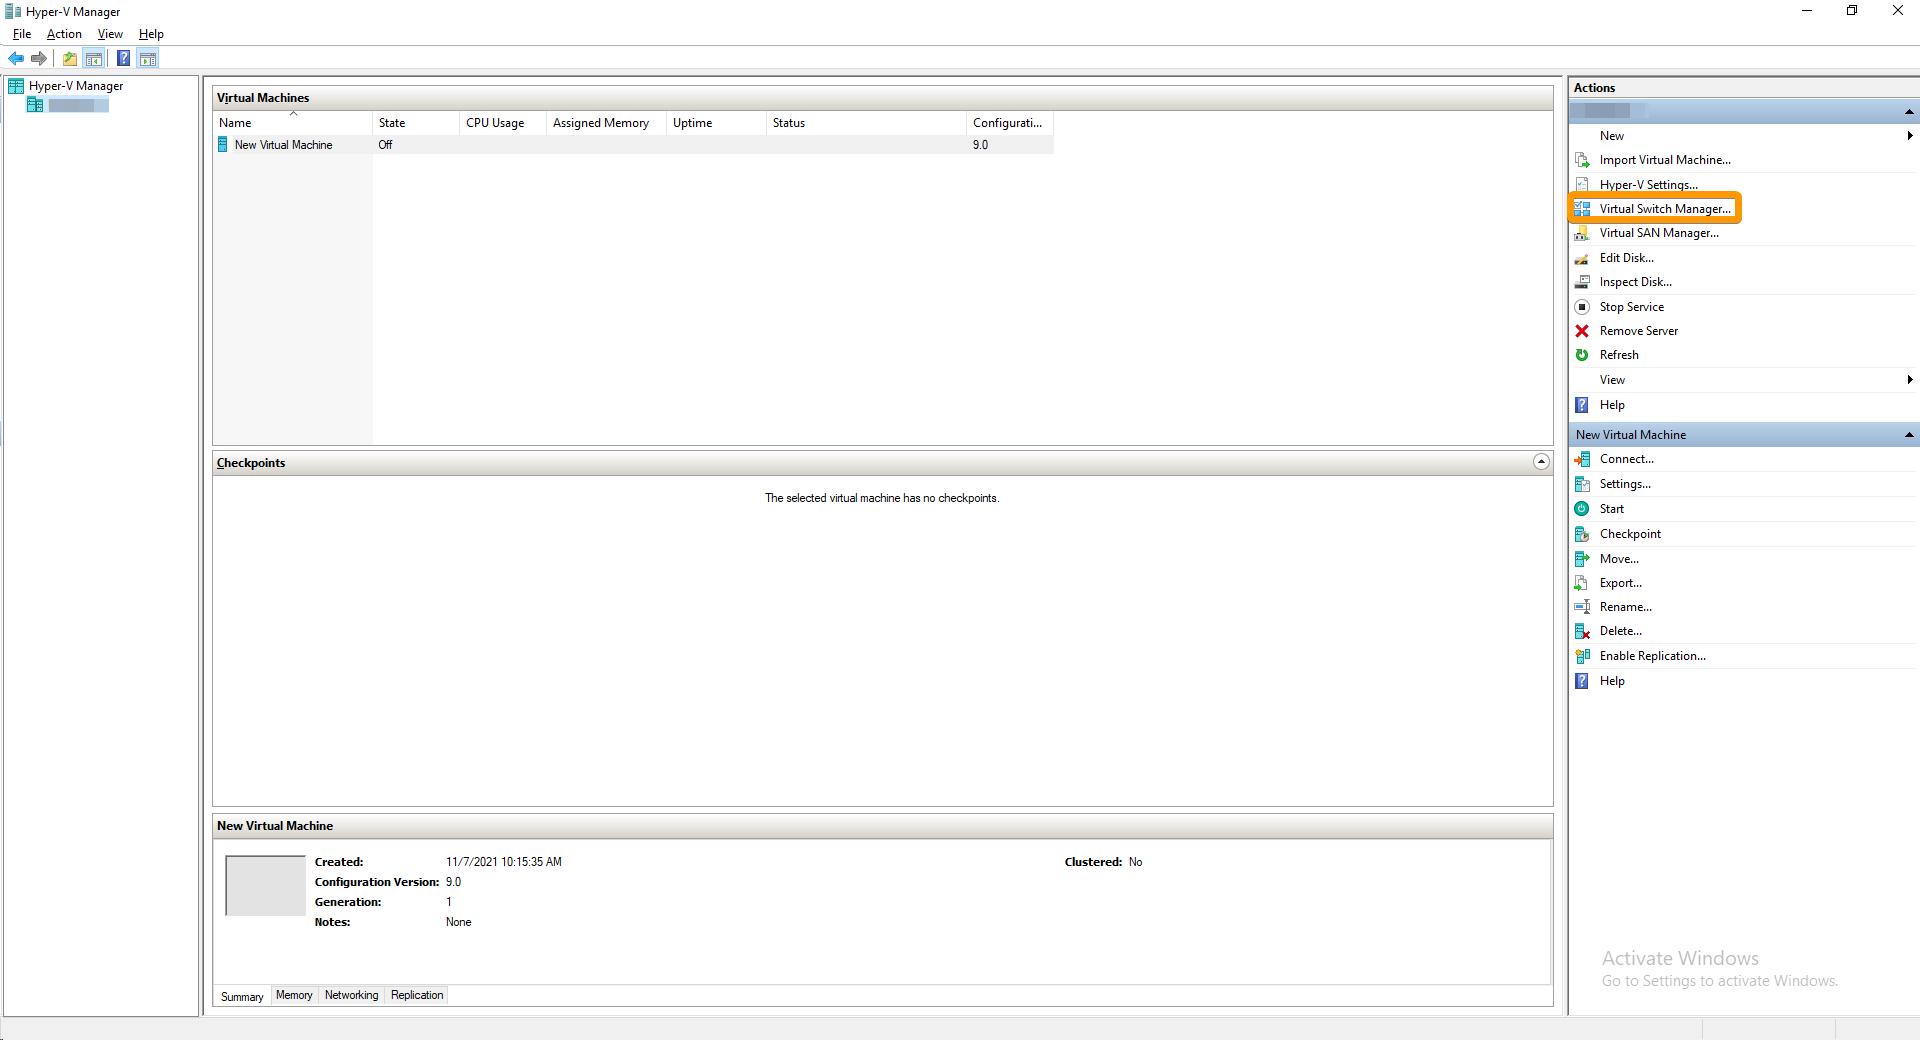 Hyper-V Manager
File Action View Help
Hyper-V Manager
Virtual Machines
Name State CPU Usage Assigned Memory Uptime Status Configurati...
New Virtual Machine Off 9.0
Checkpoints
The selected virtual machine has no checkpoints.
New Virtual Machine
Created: 11/7/2021 10:15:35 AM Clustered: No
Configuration Version: 9.0
Generation: 1
Notes: None
Summary Memory Networking Replication
Actions
New
Import Virtual Machine...
Hyper-V Settings...
Virtual Switch Manager...
Virtual SAN Manager...
Edit Disk...
Inspect Disk...
Stop Service
Remove Server
Refresh
View
Help
New Virtual Machine
Connect...
Settings...
Start
Checkpoint
Move...
Export...
Rename...
Delete...
Enable Replication...
Help
Activate Windows
Go to Settings to activate Windows.